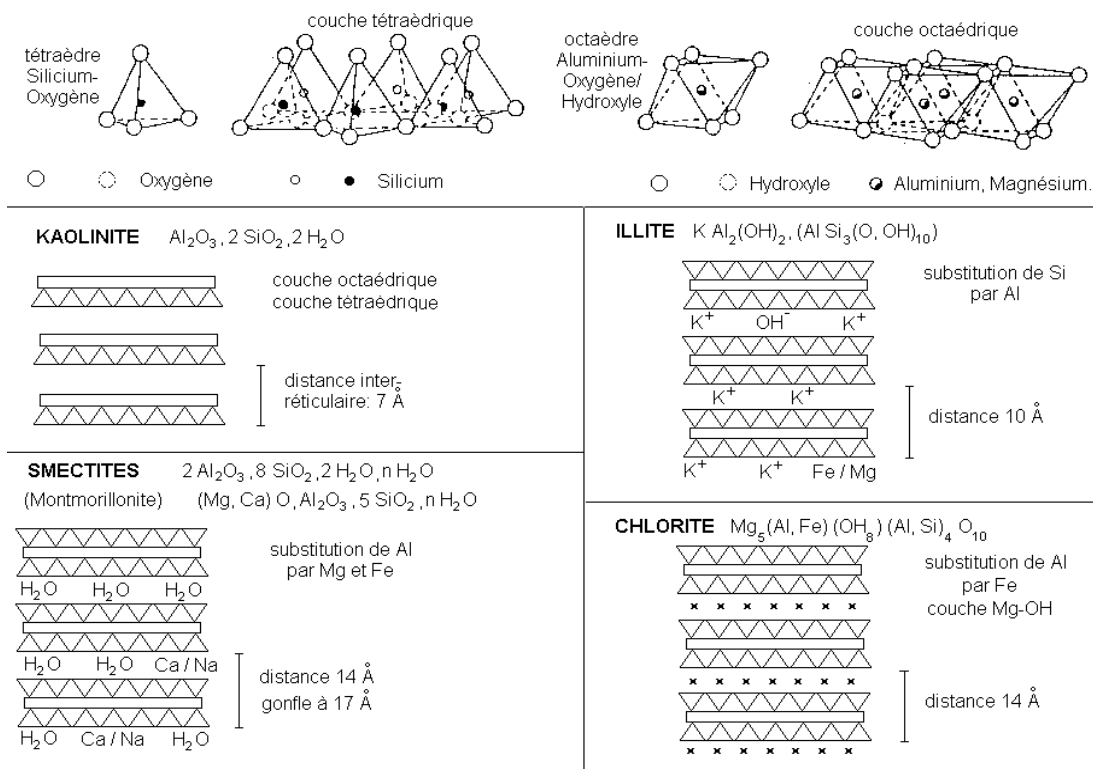 couche tétraèdrique
tétraèdre
Silicium-
Oxygène
couche octaédrique
octaèdre
Aluminium-
Oxygène/
Hydroxyle
Oxygène
Silicium
Hydroxyle
Aluminium, Magnésium.
KAOLINITE Al₂O₃, 2 SiO₂, 2 H₂O
couche octaédrique
couche tètraédrique
distance inter-
réticulaire: 7 Å
SMECTITES 2 Al₂O₃, 8 SiO₂, 2 H₂O, n H₂O
(Montmorillonite) (Mg, Ca) O, Al₂O₃, 5 SiO₂, n H₂O
substitution de Al
par Mg et Fe
H₂O H₂O H₂O
H₂O H₂O Ca / Na
distance 14 Å
gonfle à 17 Å
H₂O Ca / Na H₂O
ILLITE K Al₂(OH)₂, (Al Si₃(O, OH)₁₀)
substitution de Si
par Al
K⁺ OH⁻ K⁺
K⁺ K⁺
distance 10 Å
K⁺ K⁺ Fe / Mg
CHLORITE Mg₅(Al, Fe) (OH₈) (Al, Si)₄ O₁₀
substitution de Al
par Fe
couche Mg-OH
distance 14 Å